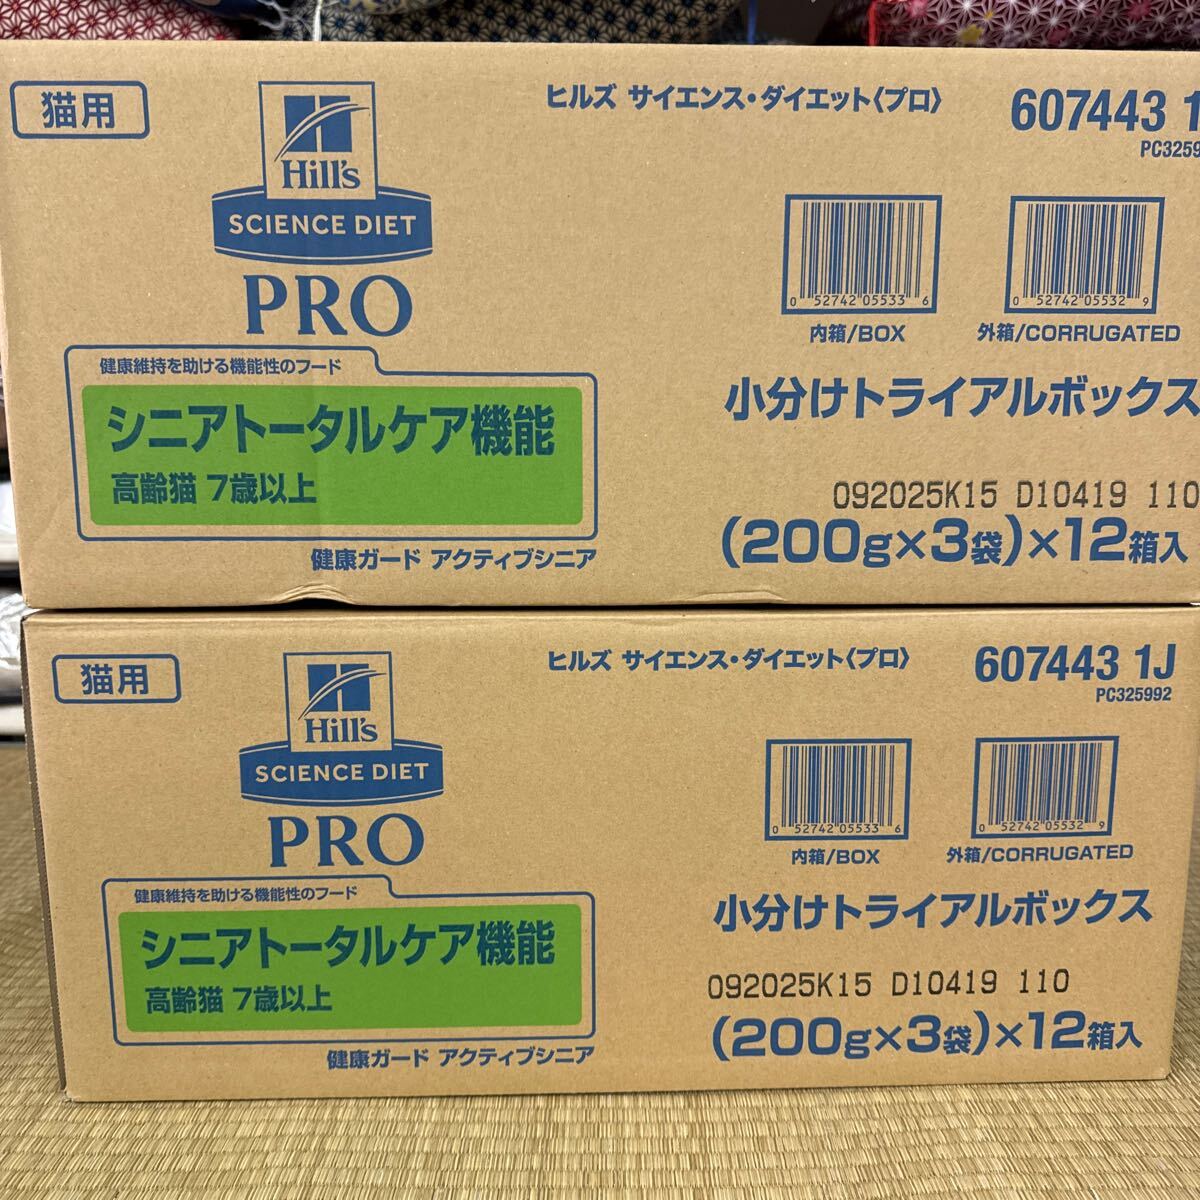 猫用
Hill's
SCIENCE DIET
PRO
健康維持を助ける機能性のフード
シニアトータルケア機能
高齢猫 7歳以上
健康ガード アクティブシニア
ヒルズ サイエンス・ダイエット〈プロ〉
607443 1
PC3259
0 52742 05533 6
内箱/BOX
0 52742 05532 9
外箱/CORRUGATED
小分けトライアルボックス
092025K15 D10419 110
(200g×3袋)×12箱入
猫用
Hill's
SCIENCE DIET
PRO
健康維持を助ける機能性のフード
シニアトータルケア機能
高齢猫 7歳以上
健康ガード アクティブシニア
ヒルズ サイエンス・ダイエット〈プロ〉
607443 1J
PC325992
0 52742 05533 6
内箱/BOX
0 52742 05532 9
外箱/CORRUGATED
小分けトライアルボックス
092025K15 D10419 110
(200g×3袋)×12箱入